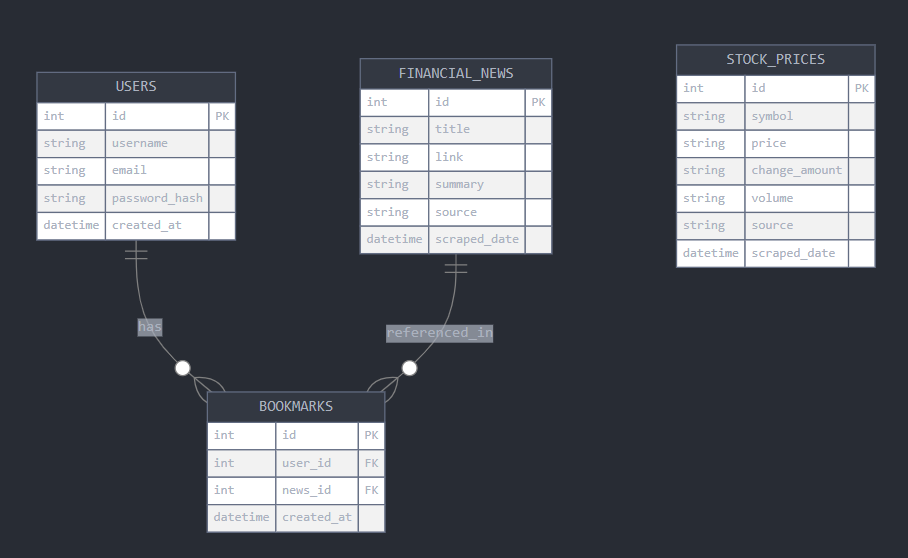 USERS
int id PK
string username
string email
string password_hash
datetime created_at
FINANCIAL_NEWS
int id PK
string title
string link
string summary
string source
datetime scraped_date
STOCK_PRICES
int id PK
string symbol
string price
string change_amount
string volume
string source
datetime scraped_date
has
referenced_in
BOOKMARKS
int id PK
int user_id FK
int news_id FK
datetime created_at